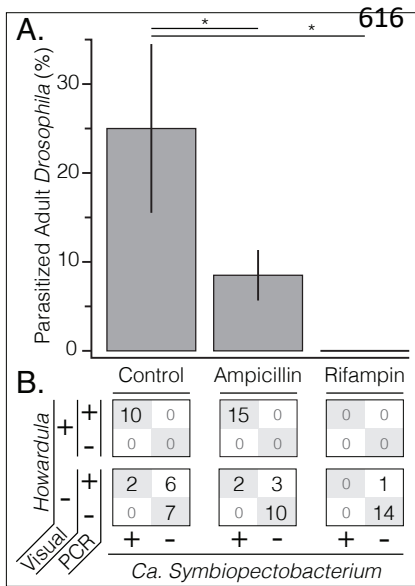 A.
616
*
*
Parasitized Adult Drosophila (%)
30
20
10
0
Control Ampicillin Rifampin
B.
Howardula
Visual
PCR
+ + 10 0 15 0 0 0
- 0 0 0 0 0 0
- + 2 6 2 3 0 1
- 0 7 0 10 0 14
+ - + - + -
Ca. Symbiopectobacterium